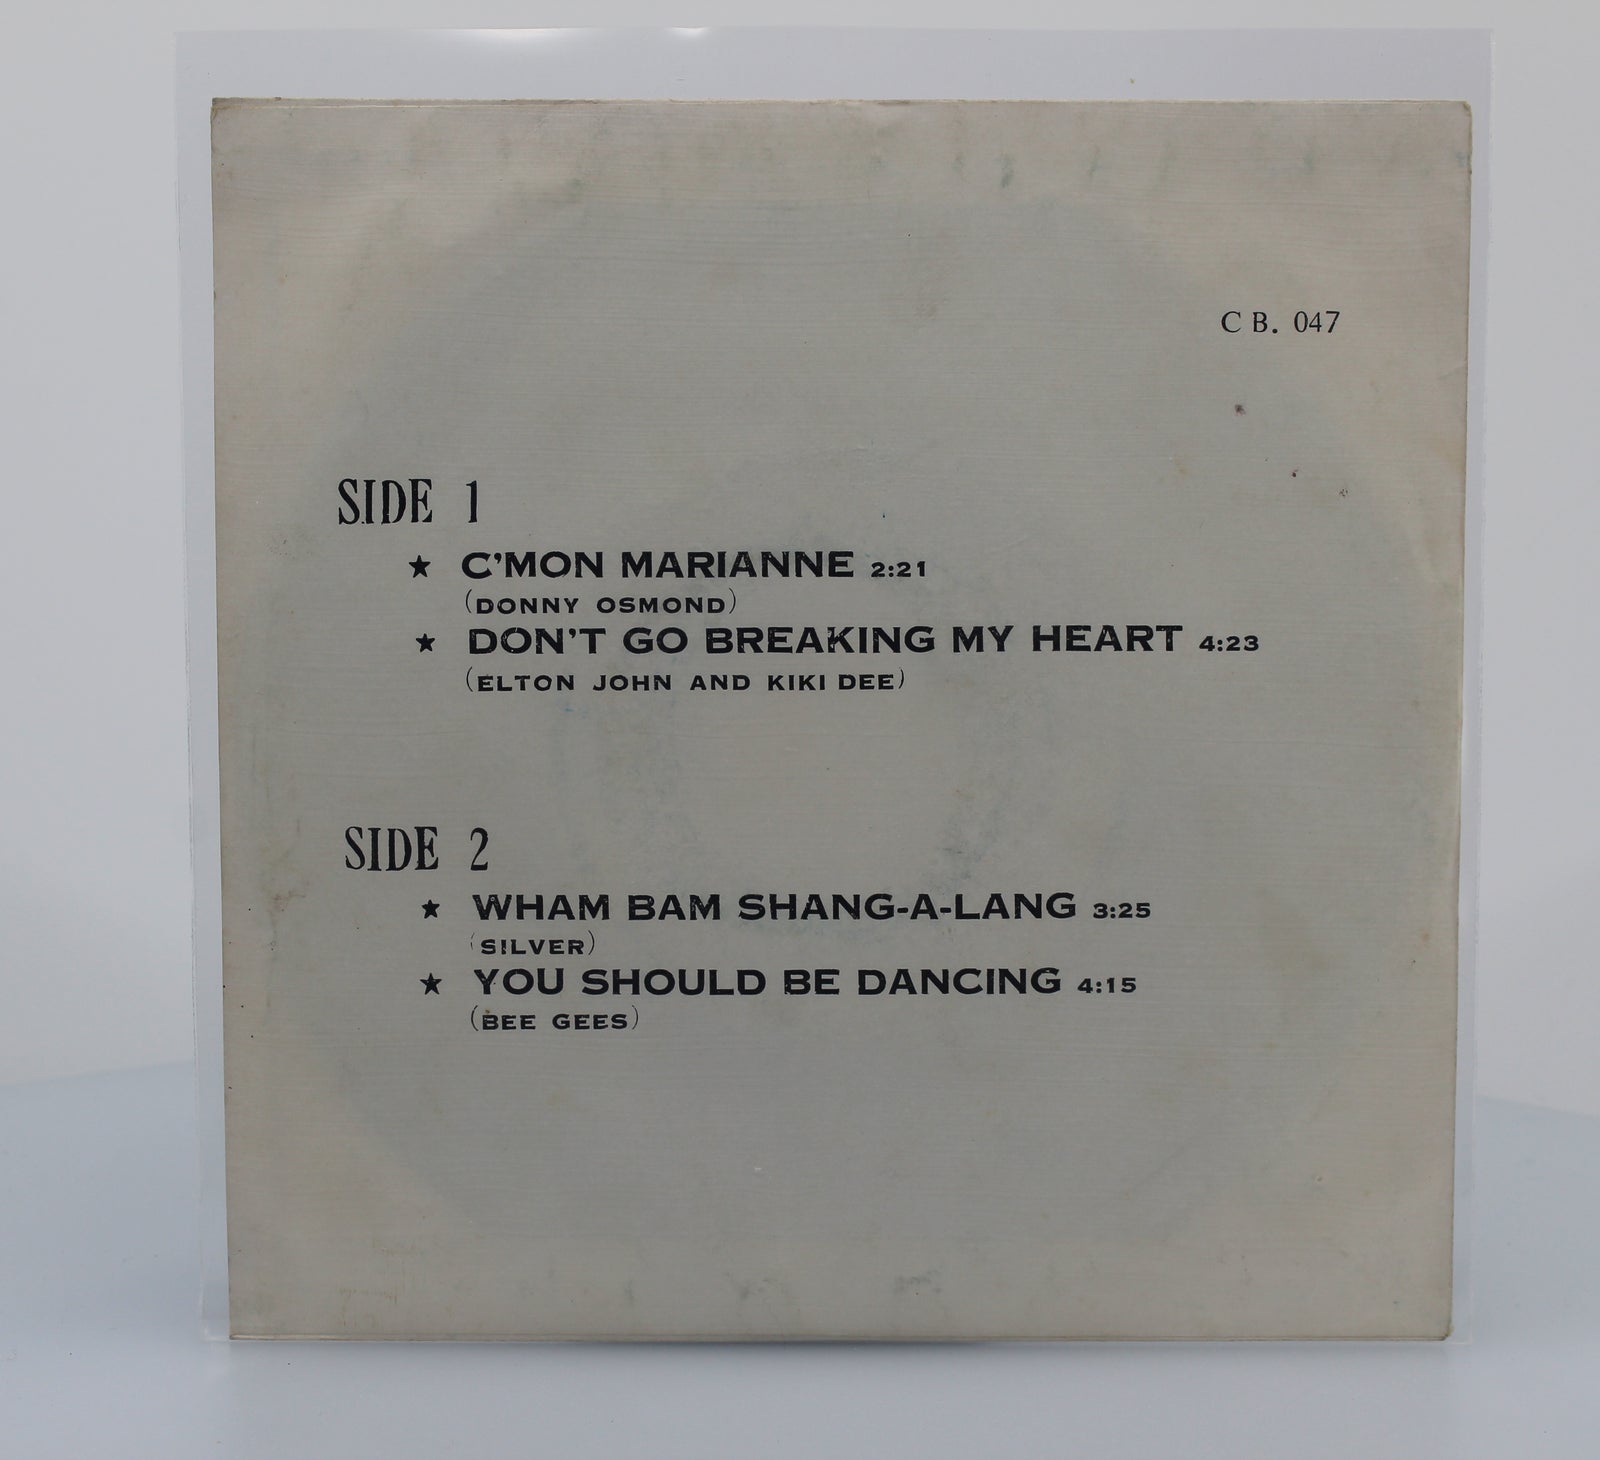 C B. 047
SIDE 1
★ C'MON MARIANNE 2:21
(DONNY OSMOND)
★ DON'T GO BREAKING MY HEART 4:23
(ELTON JOHN AND KIKI DEE)
SIDE 2
★ WHAM BAM SHANG-A-LANG 3:25
(SILVER)
★ YOU SHOULD BE DANCING 4:15
(BEE GEES)